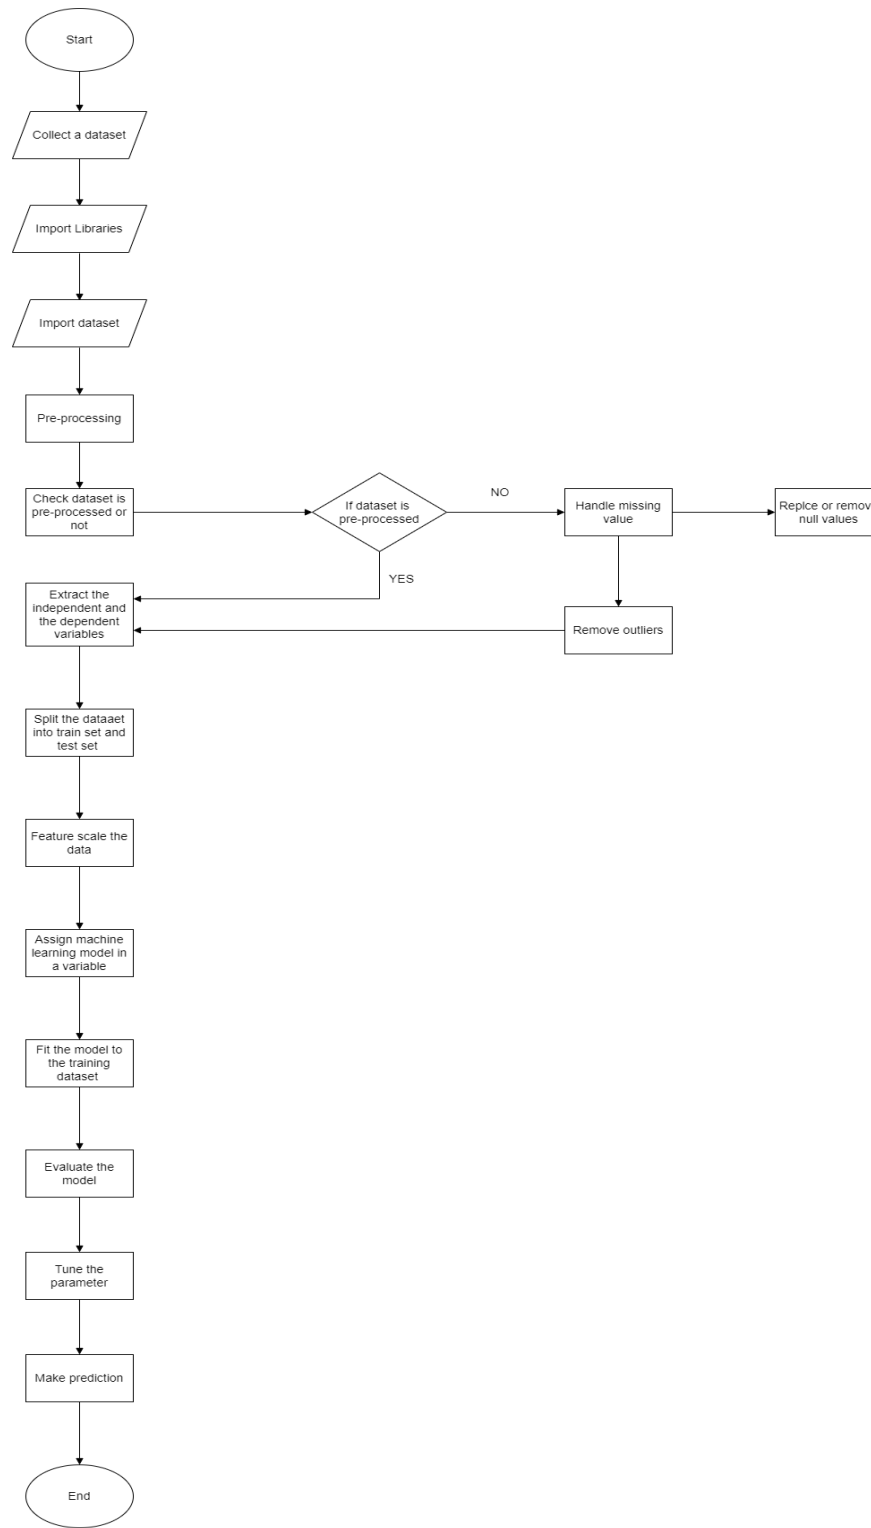 Start
Collect a dataset
Import Libraries
Import dataset
Pre-processing
Check dataset is
pre-processed or
not
If dataset is
pre-processed
NO
Handle missing
value
Replce or remov
null values
YES
Extract the
independent and
the dependent
variables
Remove outliers
Split the dataaet
into train set and
test set
Feature scale the
data
Assign machine
learning model in
a variable
Fit the model to
the training
dataset
Evaluate the
model
Tune the
parameter
Make prediction
End